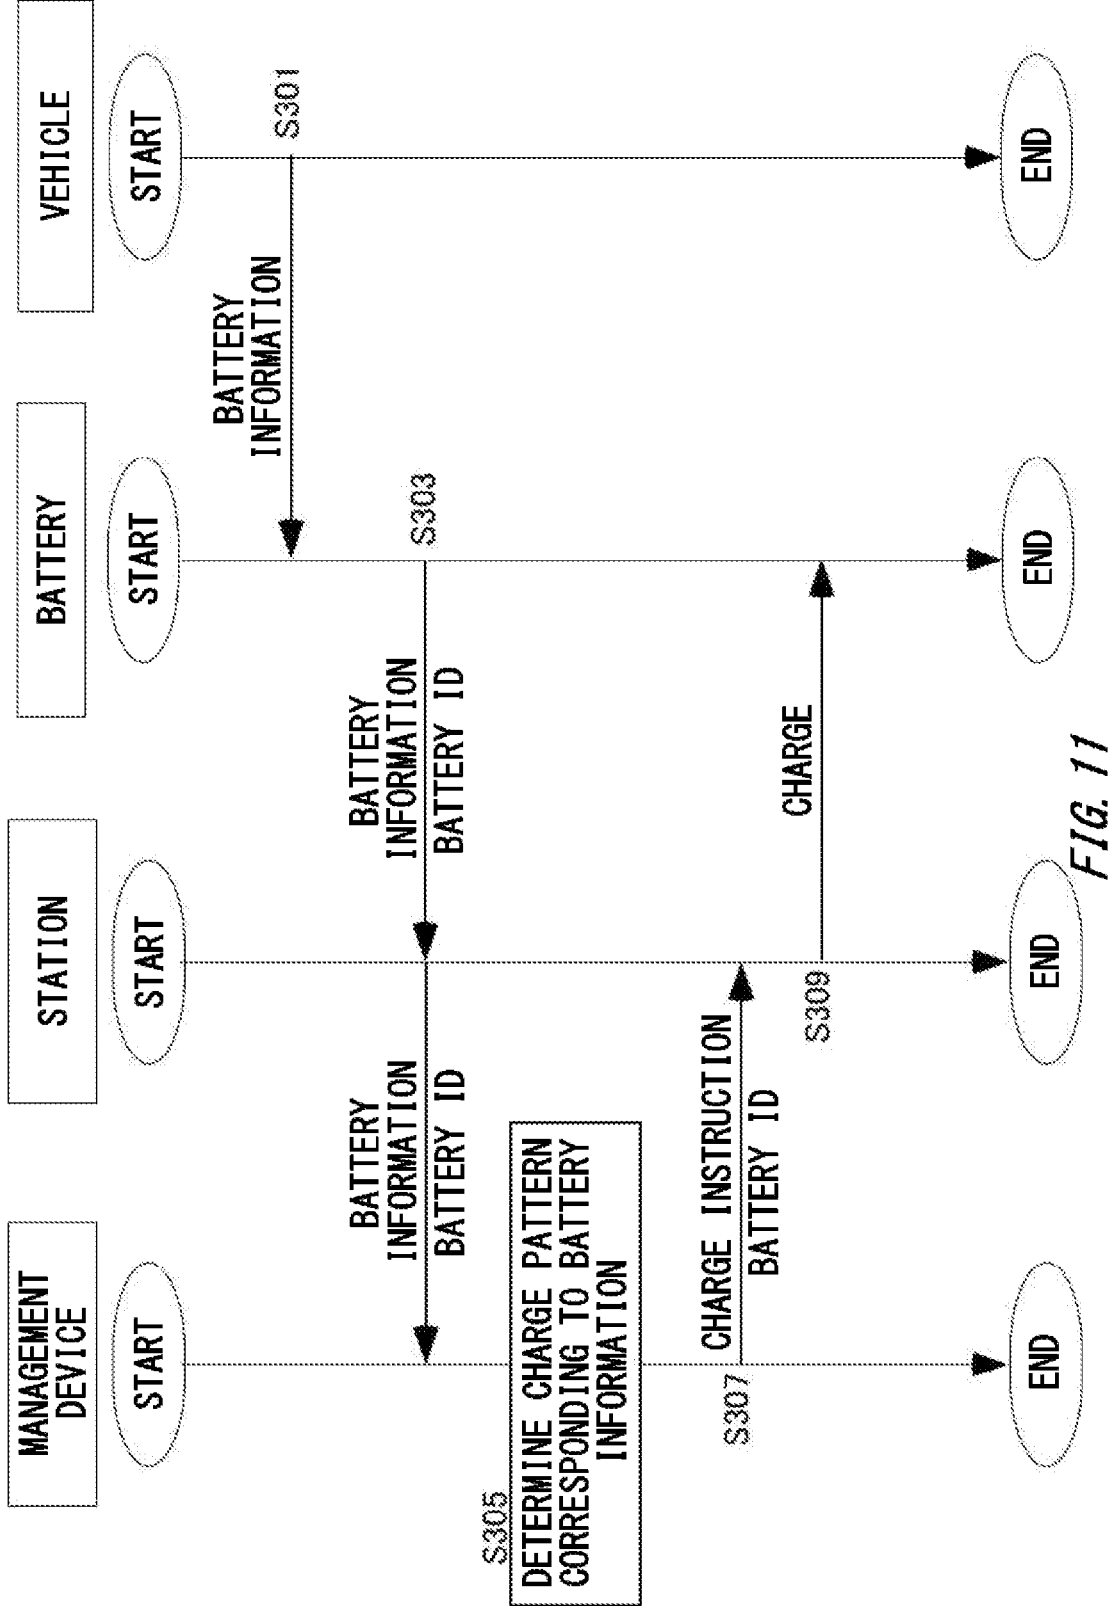 MANAGEMENT
DEVICE
STATION
BATTERY
VEHICLE
START
START
START
START
BATTERY
INFORMATION
S301
BATTERY
INFORMATION
BATTERY ID
BATTERY
INFORMATION
BATTERY ID
S303
S305
DETERMINE CHARGE PATTERN
CORRESPONDING TO BATTERY
INFORMATION
CHARGE INSTRUCTION
BATTERY ID
S307
CHARGE
S309
END
END
END
END
FIG. 11